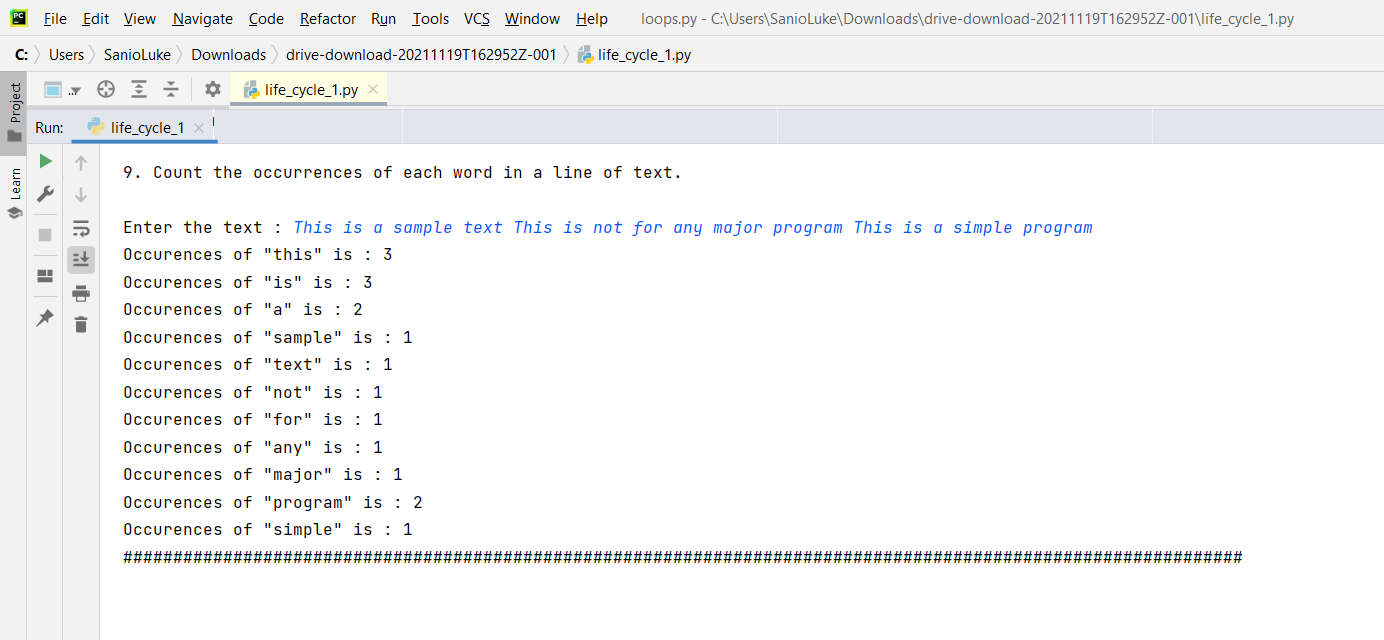 PC File Edit View Navigate Code Refactor Run Tools VCS Window Help loops.py - C:\Users\SanioLuke\Downloads\drive-download-20211119T162952Z-001\life_cycle_1.py
C: Users SanioLuke Downloads drive-download-20211119T162952Z-001 life_cycle_1.py
Project
.. life_cycle_1.py
Run: life_cycle_1
Learn
9. Count the occurrences of each word in a line of text.
Enter the text : This is a sample text This is not for any major program This is a simple program
Occurences of "this" is : 3
Occurences of "is" is : 3
Occurences of "a" is : 2
Occurences of "sample" is : 1
Occurences of "text" is : 1
Occurences of "not" is : 1
Occurences of "for" is : 1
Occurences of "any" is : 1
Occurences of "major" is : 1
Occurences of "program" is : 2
Occurences of "simple" is : 1
################################################################################################################